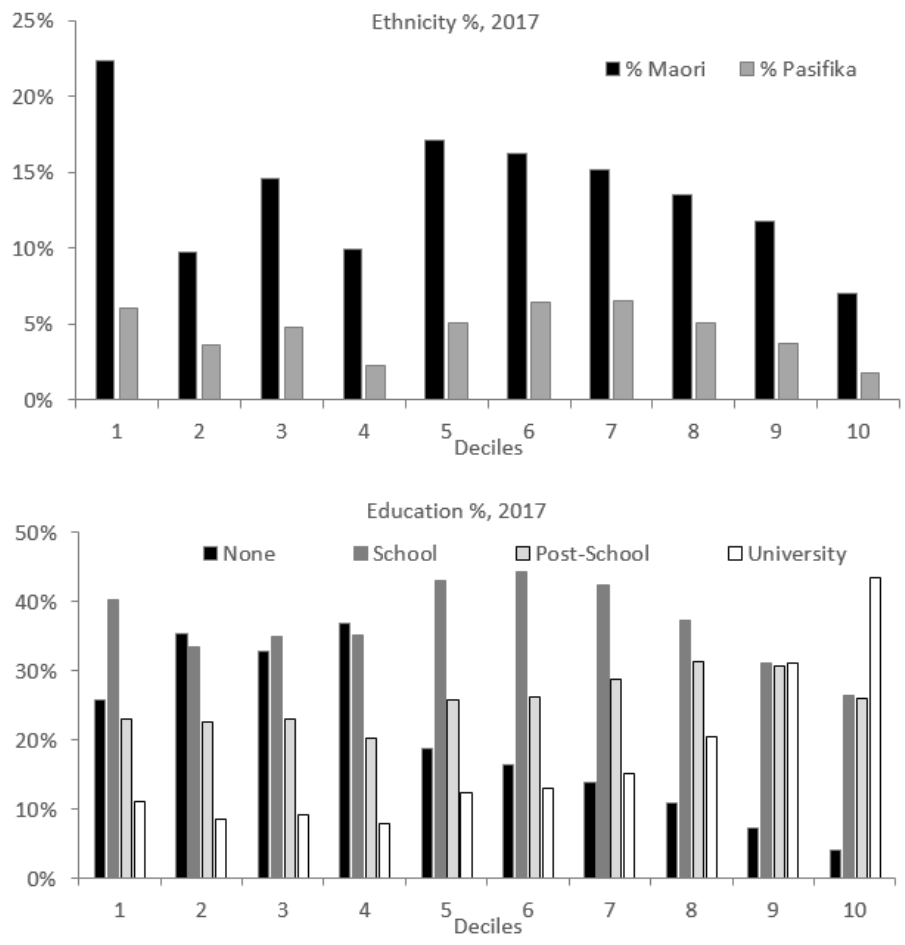 Ethnicity %, 2017
% Maori % Pasifika
25%
20%
15%
10%
5%
0%
1 2 3 4 5 6 7 8 9 10
Deciles
Education %, 2017
None School Post-School University
50%
40%
30%
20%
10%
0%
1 2 3 4 5 6 7 8 9 10
Deciles